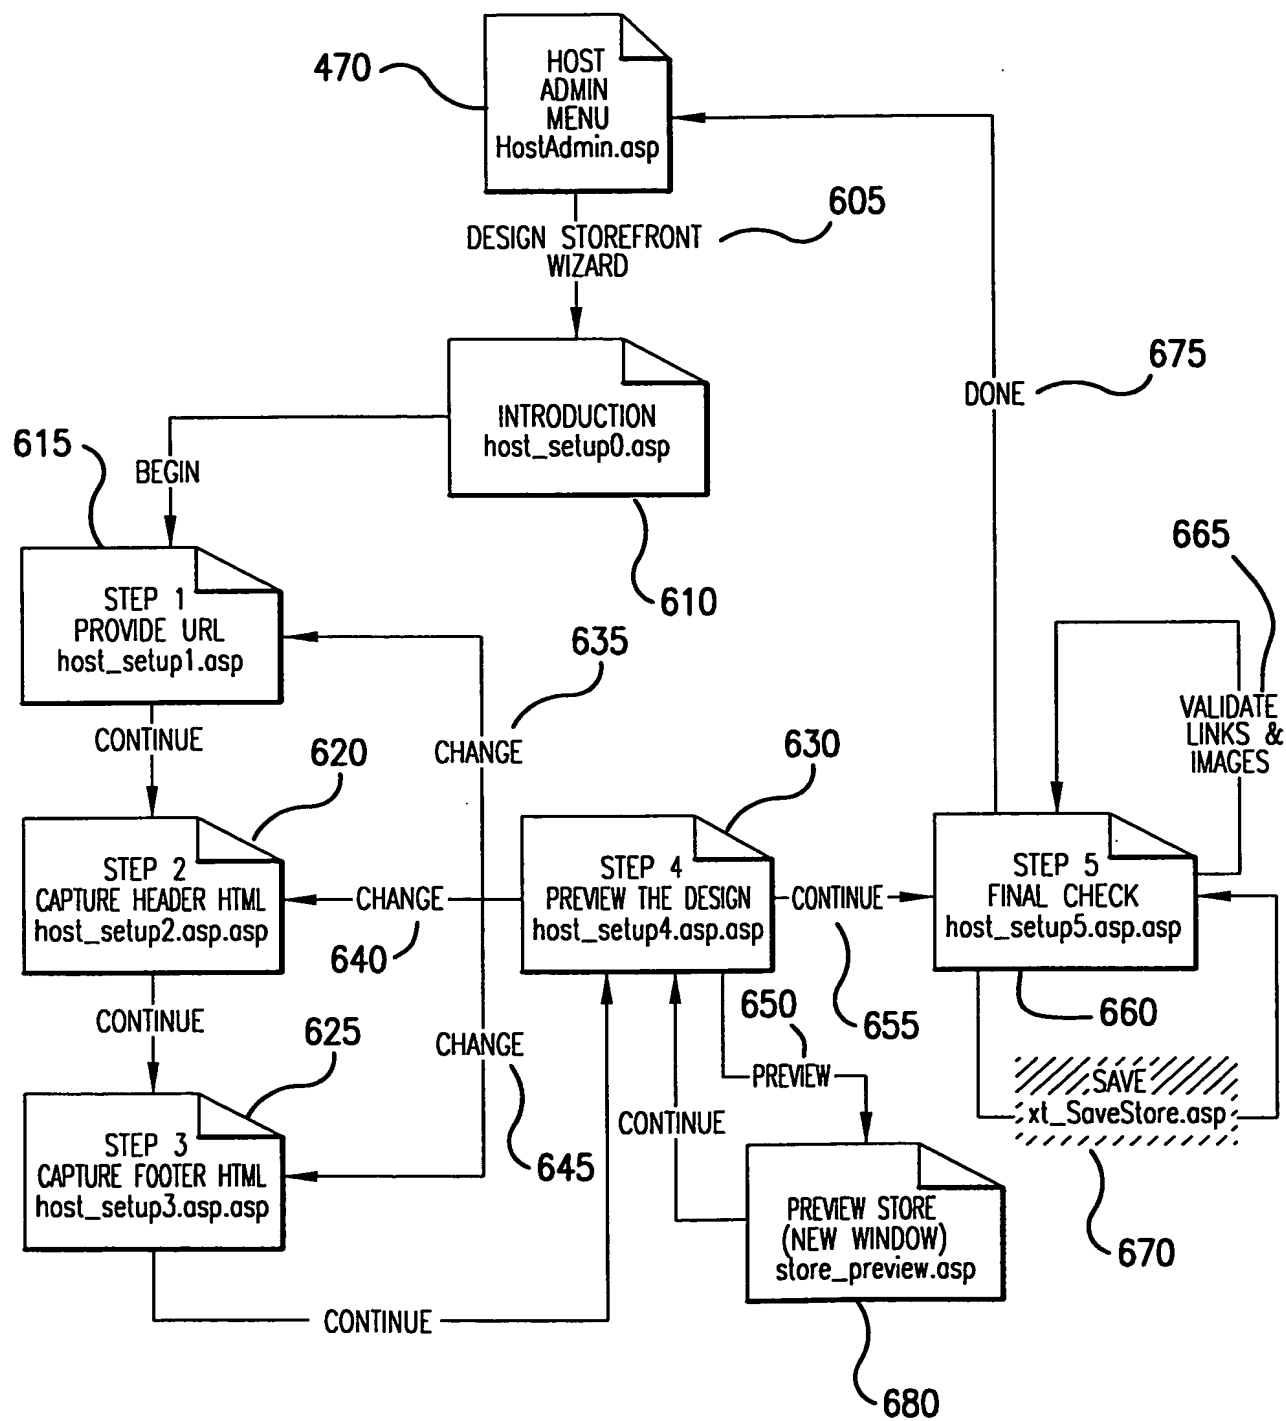 470
HOST
ADMIN
MENU
HostAdmin.asp
605
DESIGN STOREFRONT
WIZARD
675
DONE
INTRODUCTION
host_setup0.asp
610
615
BEGIN
STEP 1
PROVIDE URL
host_setup1.asp
635
CHANGE
665
VALIDATE
LINKS &
IMAGES
CONTINUE
620
STEP 2
CAPTURE HEADER HTML
host_setup2.asp.asp
CHANGE
640
630
STEP 4
PREVIEW THE DESIGN
host_setup4.asp.asp
CONTINUE
655
STEP 5
FINAL CHECK
host_setup5.asp.asp
660
CONTINUE
625
STEP 3
CAPTURE FOOTER HTML
host_setup3.asp.asp
CHANGE
645
650
PREVIEW
CONTINUE
SAVE
xt_SaveStore.asp
670
PREVIEW STORE
(NEW WINDOW)
store_preview.asp
680
CONTINUE